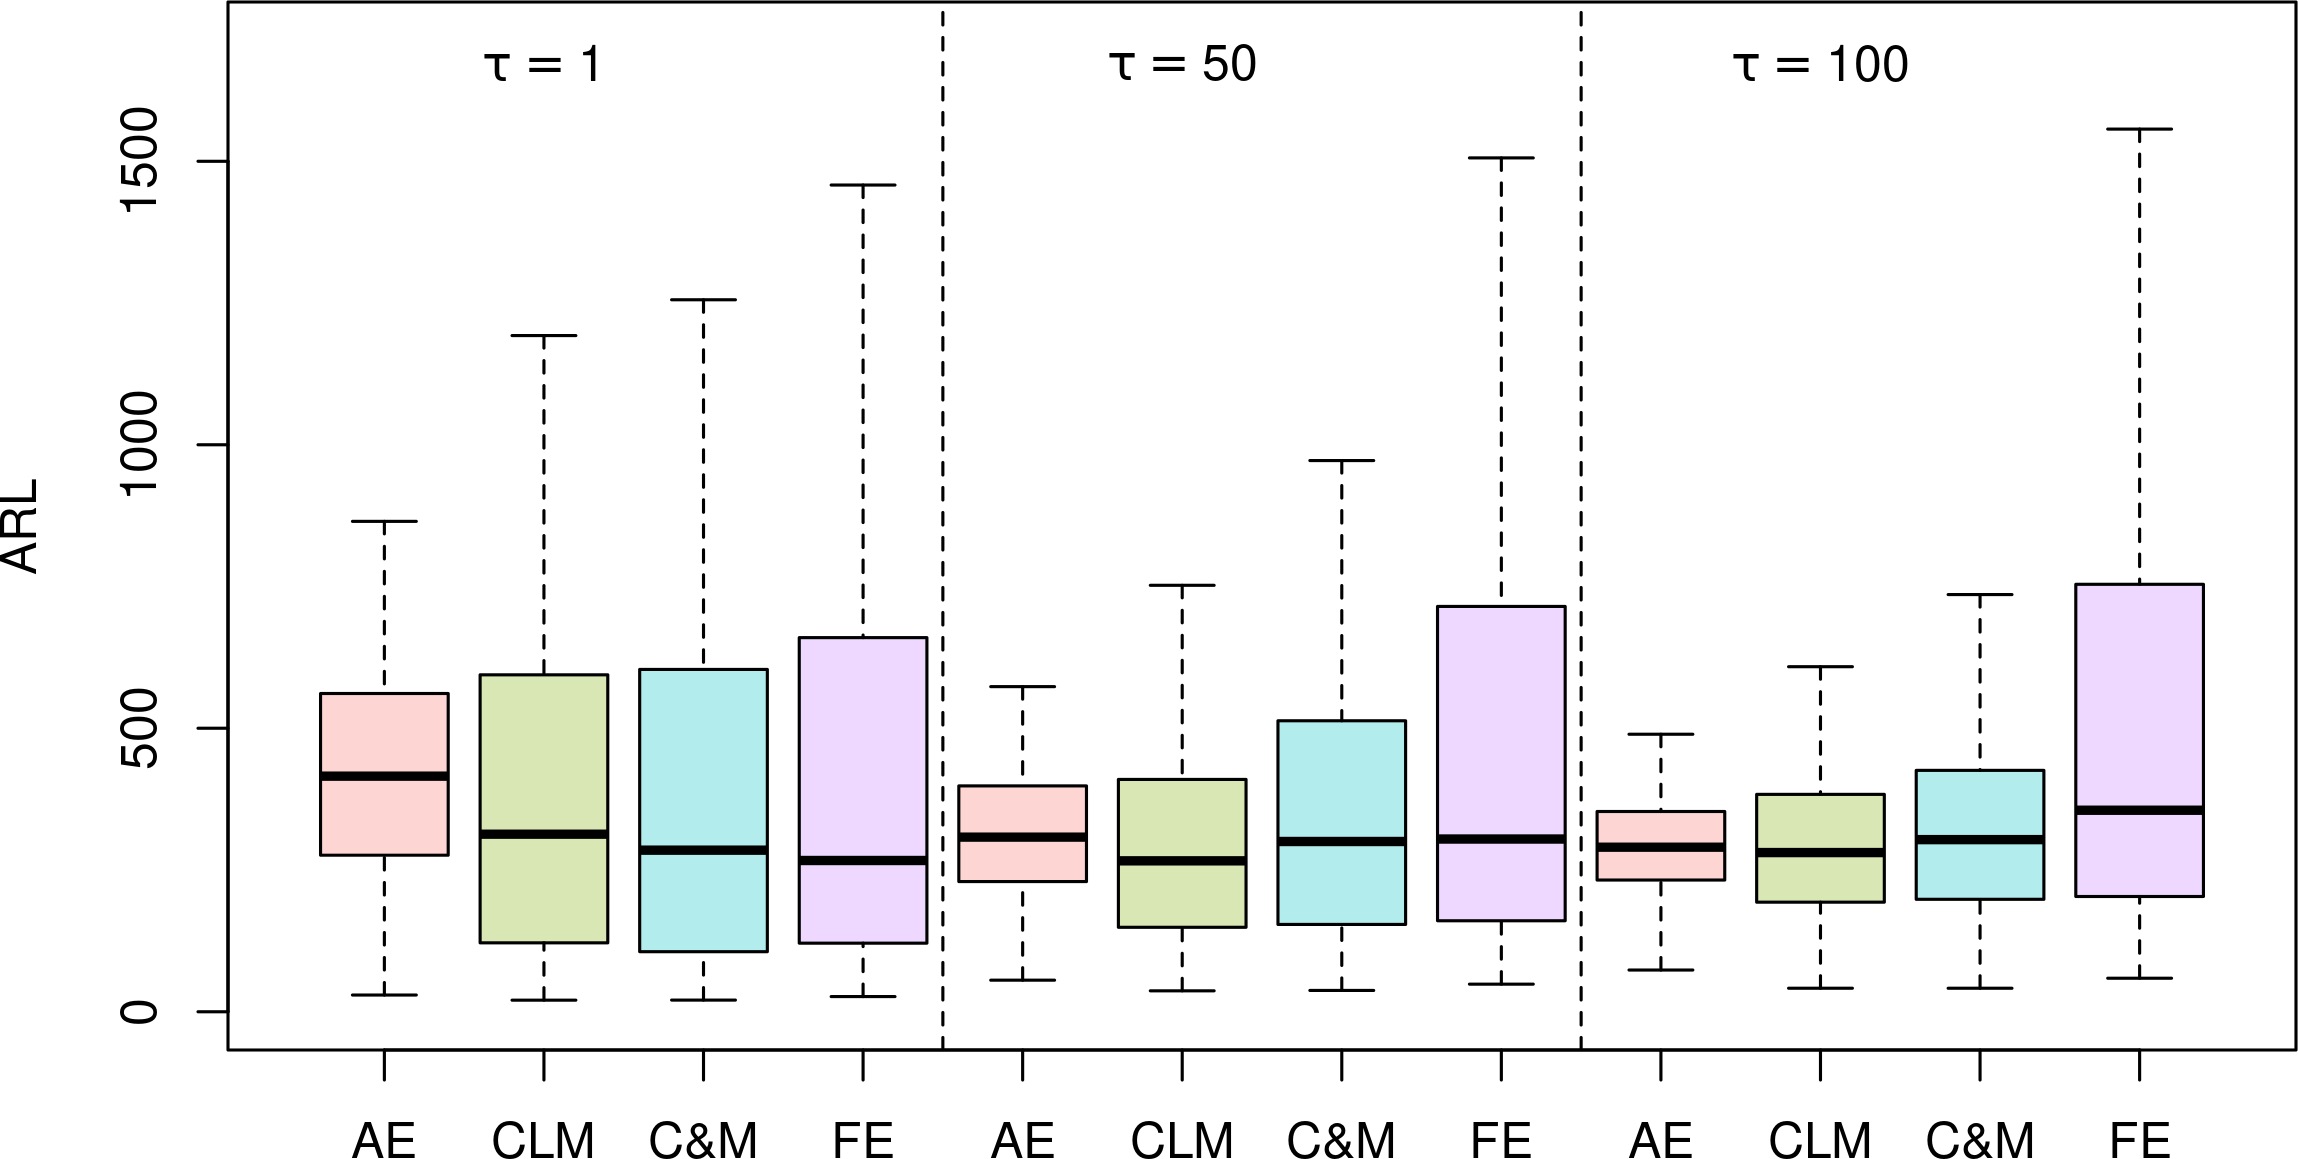 τ = 1
τ = 50
τ = 100
1500
1000
500
0
ARL
AE CLM C&M FE AE CLM C&M FE AE CLM C&M FE